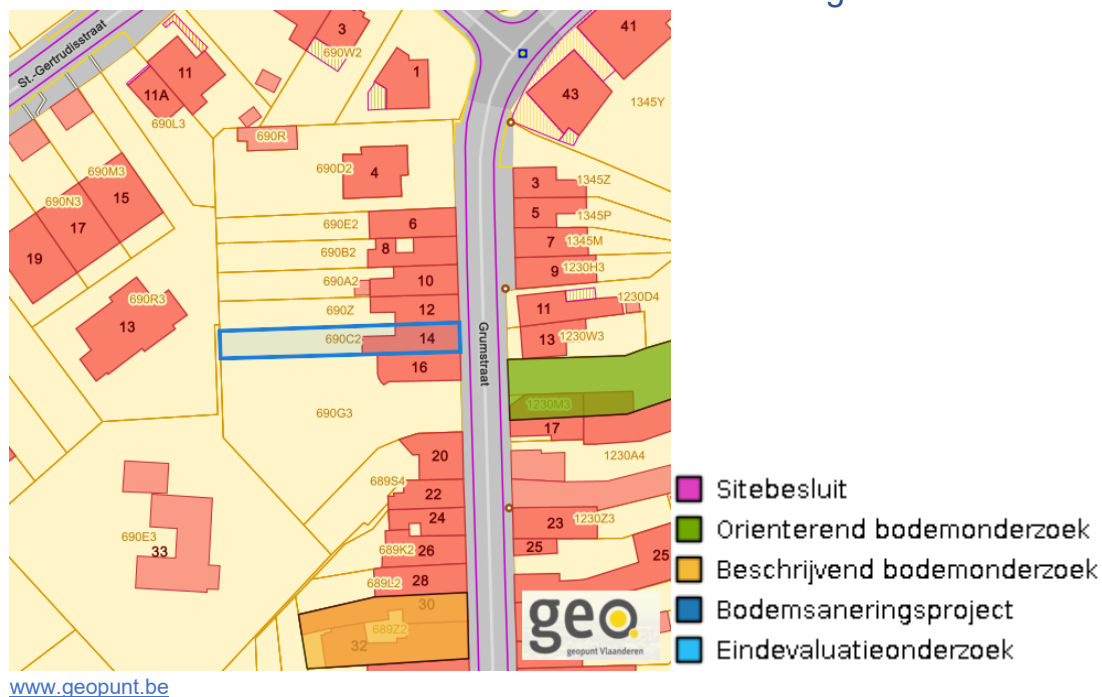 St.-Gertrudisstraat
3
690W2
41
11
1
11A
43
1345Y
690L3
690R
690M3
690D2
4
3
1345Z
15
690N3
5
1345P
17
690E2
6
7
1345M
19
690B2
8
9
1230H3
690A2
10
690R3
690Z
12
11
1230D4
13
690C2
14
Grumstraat
13
1230W3
16
690G3
1230M3
17
20
1230A4
689S4
22
24
23
1230Z3
690E3
33
689K2
26
25
25
689L2
28
30
689Z2
32
geo.
geopunt Vlaanderen
Sitebesluit
Orienterend bodemonderzoek
Beschrijvend bodemonderzoek
Bodemsaneringsproject
Eindevaluatieonderzoek
www.geopunt.be